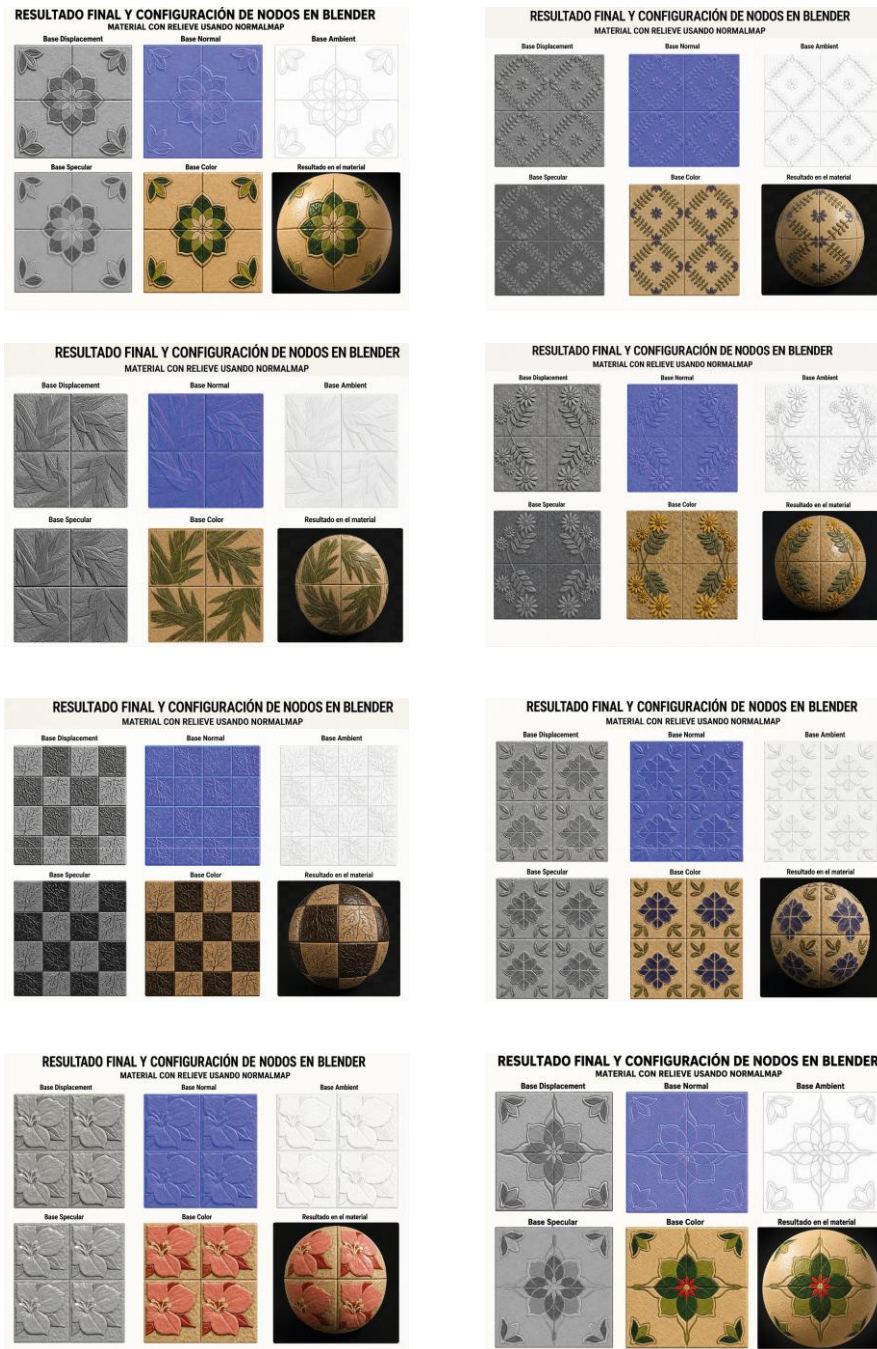 RESULTADO FINAL Y CONFIGURACIÓN DE NODOS EN BLENDER
MATERIAL CON RELIEVE USANDO NORMALMAP
Base Displacement Base Normal Base Ambient
Base Specular Base Color Resultado en el material
RESULTADO FINAL Y CONFIGURACIÓN DE NODOS EN BLENDER
MATERIAL CON RELIEVE USANDO NORMALMAP
Base Displacement Base Normal Base Ambient
Base Specular Base Color Resultado en el material
RESULTADO FINAL Y CONFIGURACIÓN DE NODOS EN BLENDER
MATERIAL CON RELIEVE USANDO NORMALMAP
Base Displacement Base Normal Base Ambient
Base Specular Base Color Resultado en el material
RESULTADO FINAL Y CONFIGURACIÓN DE NODOS EN BLENDER
MATERIAL CON RELIEVE USANDO NORMALMAP
Base Displacement Base Normal Base Ambient
Base Specular Base Color Resultado en el material
RESULTADO FINAL Y CONFIGURACIÓN DE NODOS EN BLENDER
MATERIAL CON RELIEVE USANDO NORMALMAP
Base Displacement Base Normal Base Ambient
Base Specular Base Color Resultado en el material
RESULTADO FINAL Y CONFIGURACIÓN DE NODOS EN BLENDER
MATERIAL CON RELIEVE USANDO NORMALMAP
Base Displacement Base Normal Base Ambient
Base Specular Base Color Resultado en el material
RESULTADO FINAL Y CONFIGURACIÓN DE NODOS EN BLENDER
MATERIAL CON RELIEVE USANDO NORMALMAP
Base Displacement Base Normal Base Ambient
Base Specular Base Color Resultado en el material
RESULTADO FINAL Y CONFIGURACIÓN DE NODOS EN BLENDER
MATERIAL CON RELIEVE USANDO NORMALMAP
Base Displacement Base Normal Base Ambient
Base Specular Base Color Resultado en el material